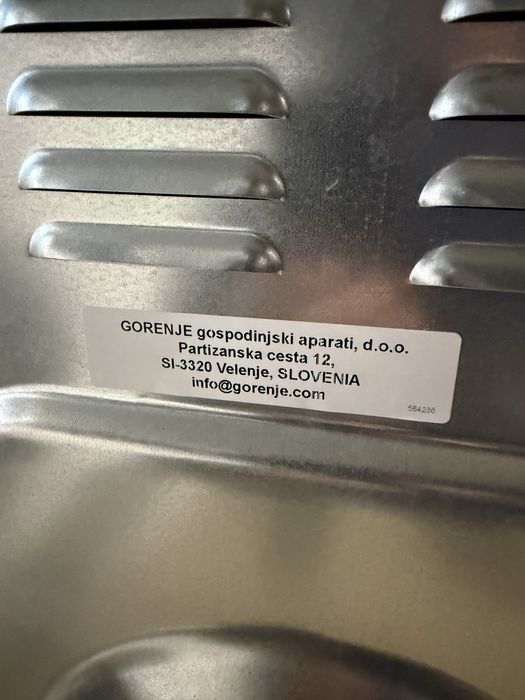 GORENJE gospodinjski aparati, d.o.o.
Partizanska cesta 12,
SI-3320 Velenje, SLOVENIA
info@gorenje.com
564236